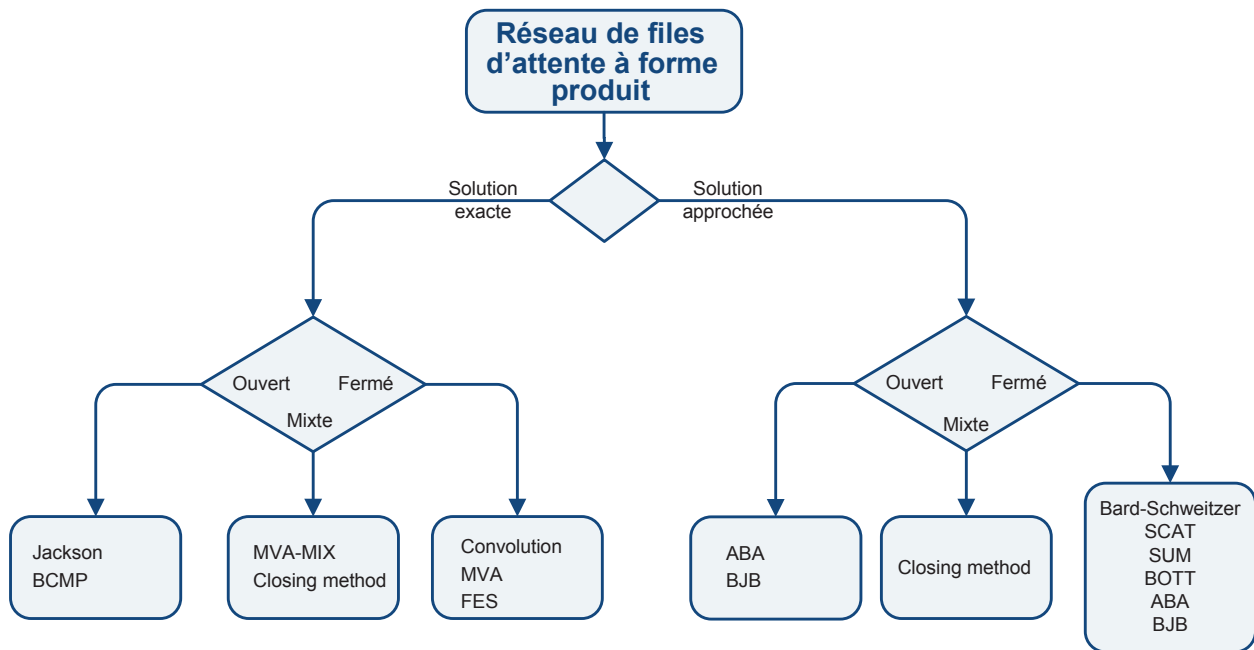 Réseau de files
d’attente à forme
produit
Solution
exacte
Solution
approchée
Ouvert
Fermé
Mixte
Ouvert
Fermé
Mixte
Jackson
BCMP
MVA-MIX
Closing method
Convolution
MVA
FES
ABA
BJB
Closing method
Bard-Schweitzer
SCAT
SUM
BOTT
ABA
BJB